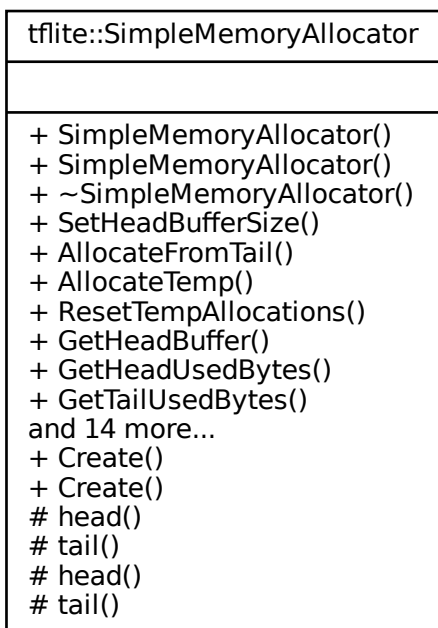 tflite::SimpleMemoryAllocator
+ SimpleMemoryAllocator()
+ SimpleMemoryAllocator()
+ ~SimpleMemoryAllocator()
+ SetHeadBufferSize()
+ AllocateFromTail()
+ AllocateTemp()
+ ResetTempAllocations()
+ GetHeadBuffer()
+ GetHeadUsedBytes()
+ GetTailUsedBytes()
and 14 more...
+ Create()
+ Create()
# head()
# tail()
# head()
# tail()